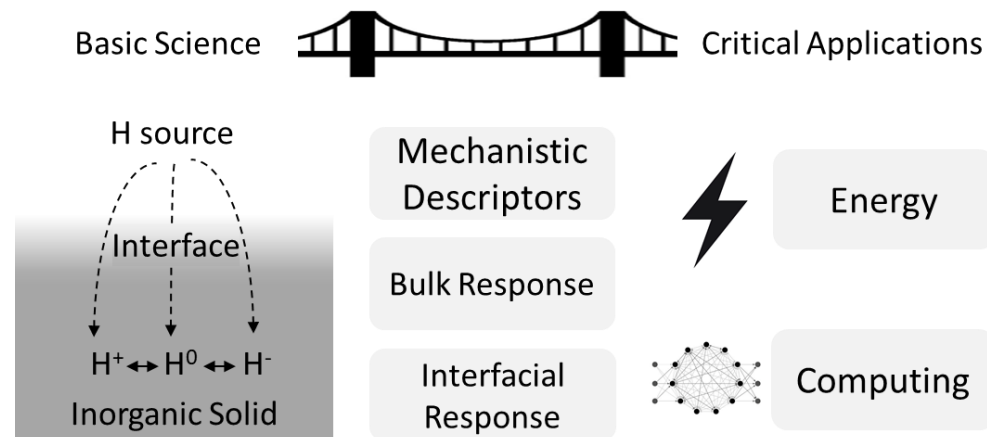 Basic Science
Critical Applications
H source
Interface
H⁺ ↔ H⁰ ↔ H⁻
Inorganic Solid
Mechanistic
Descriptors
Bulk Response
Interfacial
Response
Energy
Computing